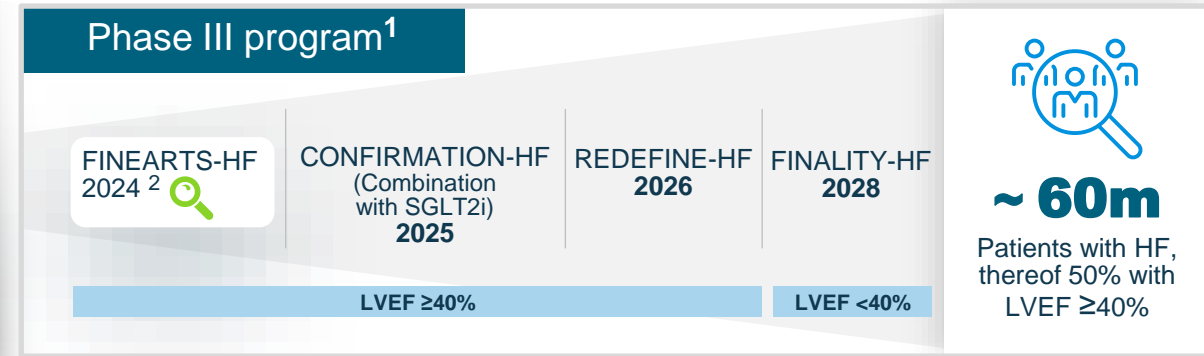 Phase III program1
FINEARTS-HF
2024 2
CONFIRMATION-HF
(Combination
with SGLT2i)
2025
REDEFINE-HF
2026
FINALITY-HF
2028
LVEF ≥40%
LVEF <40%
~ 60m
Patients with HF,
thereof 50% with
LVEF ≥40%